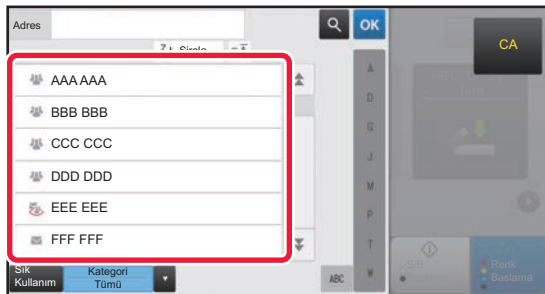 Adres
OK
CA
Sırala
AAA AAA
BBB BBB
CCC CCC
DDD DDD
EEE EEE
FFF FFF
A
D
G
J
M
P
T
W
Sık
Kullanım
Kategori
Tümü
ABC
S/B
Renk
Baslama